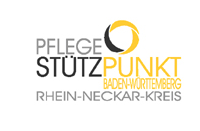 PFLEGE
STÜTZPUNKT
BADEN-WÜRTTEMBERG
RHEIN-NECKAR-KREIS